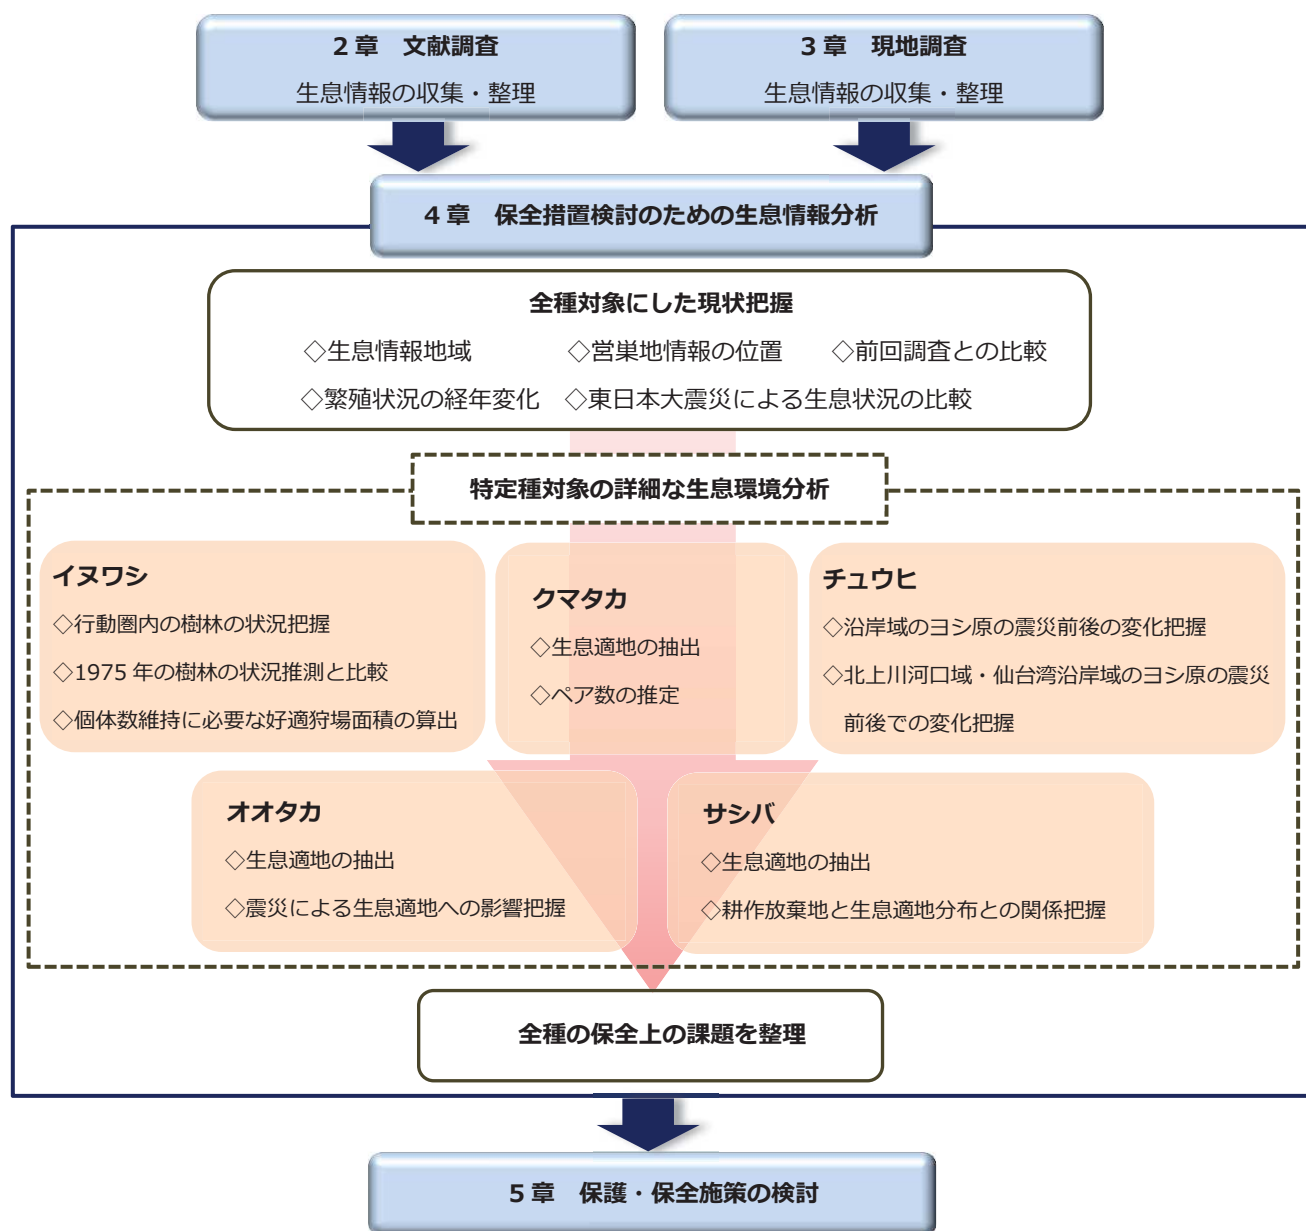 2章　文献調査
生息情報の収集・整理
3章　現地調査
生息情報の収集・整理
4章　保全措置検討のための生息情報分析
全種対象にした現状把握
◇生息情報地域　◇営巣地情報の位置　◇前回調査との比較
◇繁殖状況の経年変化　◇東日本大震災による生息状況の比較
特定種対象の詳細な生息環境分析
イヌワシ
◇行動圏内の樹林の状況把握
◇1975年の樹林の状況推測と比較
◇個体数維持に必要な好適狩場面積の算出
クマタカ
◇生息適地の抽出
◇ペア数の推定
チュウヒ
◇沿岸域のヨシ原の震災前後の変化把握
◇北上川河口域・仙台湾沿岸域のヨシ原の震災
前後での変化把握
オオタカ
◇生息適地の抽出
◇震災による生息適地への影響把握
サシバ
◇生息適地の抽出
◇耕作放棄地と生息適地分布との関係把握
全種の保全上の課題を整理
5章　保護・保全施策の検討